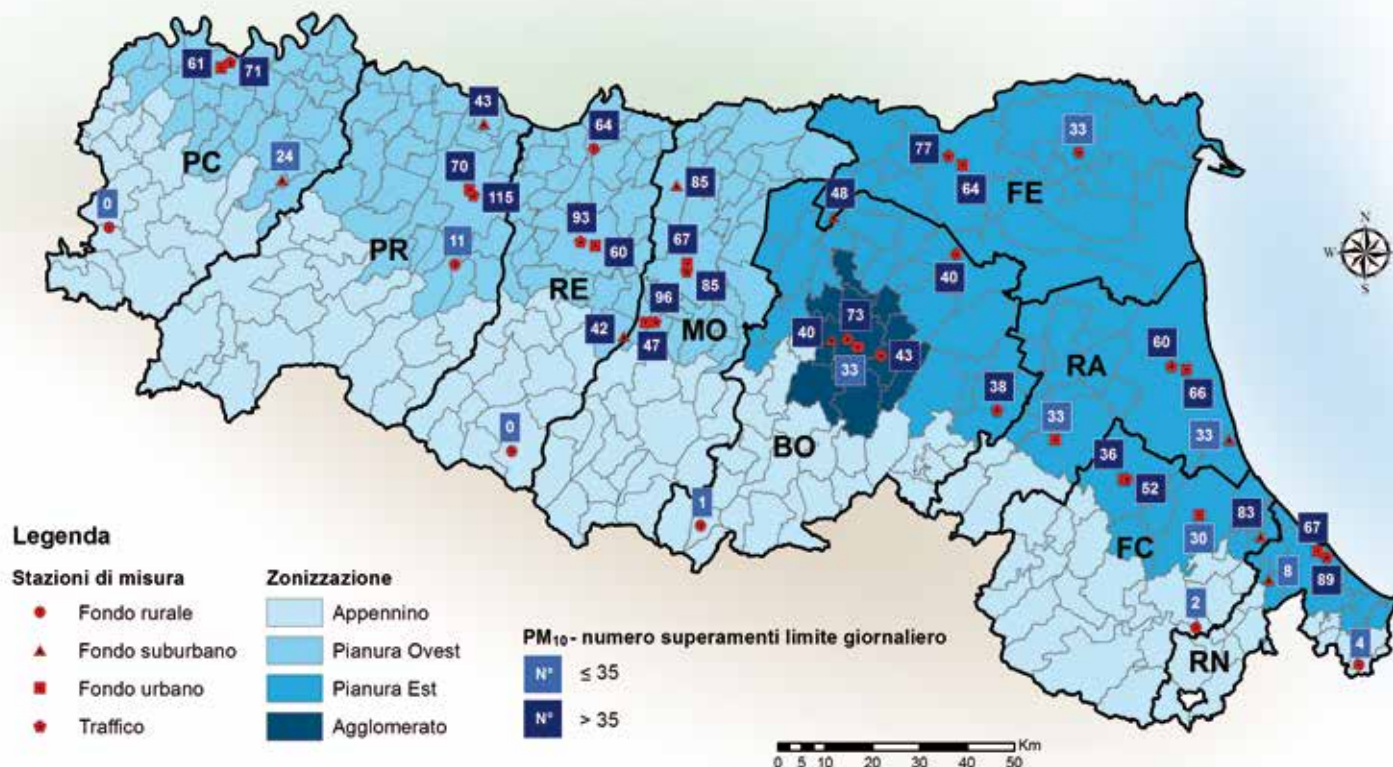 61
71
43
64
33
77
64
FE
PC
24
70
115
85
48
0
93
60
67
40
PR
11
RE
85
96
MO
73
42
47
40
33
43
60
RA
66
38
33
33
0
BO
36
52
1
83
67
FC
30
8
89
2
4
RN
N
W
E
S
Legenda
Stazioni di misura
Fondo rurale
Fondo suburbano
Fondo urbano
Traffico
Zonizzazione
Appennino
Pianura Ovest
Pianura Est
Agglomerato
PM₁₀- numero superamenti limite giornaliero
N° ≤ 35
N° > 35
Km
0 5 10 20 30 40 50